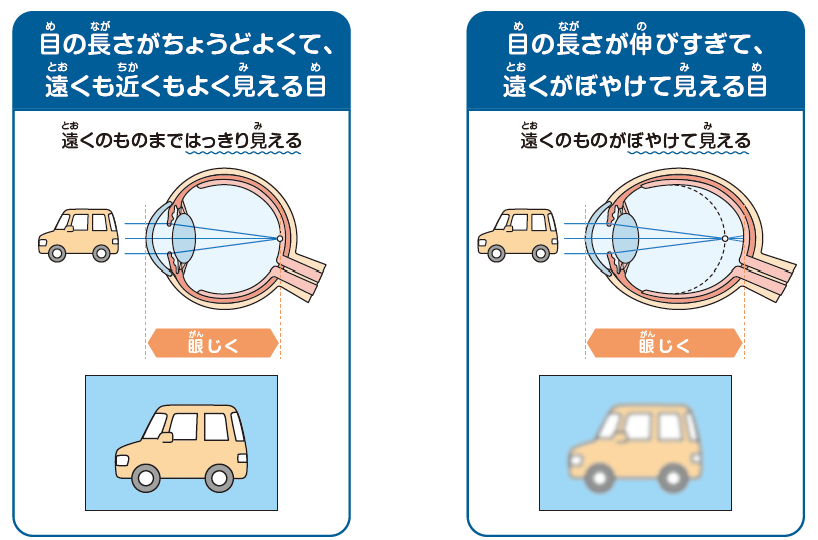 目の長さがちょうどよくて、
遠くも近くもよく見える目
遠くのものまではっきり見える
眼じく
目の長さが伸びすぎて、
遠くがぼやけて見える目
遠くのものがぼやけて見える
眼じく